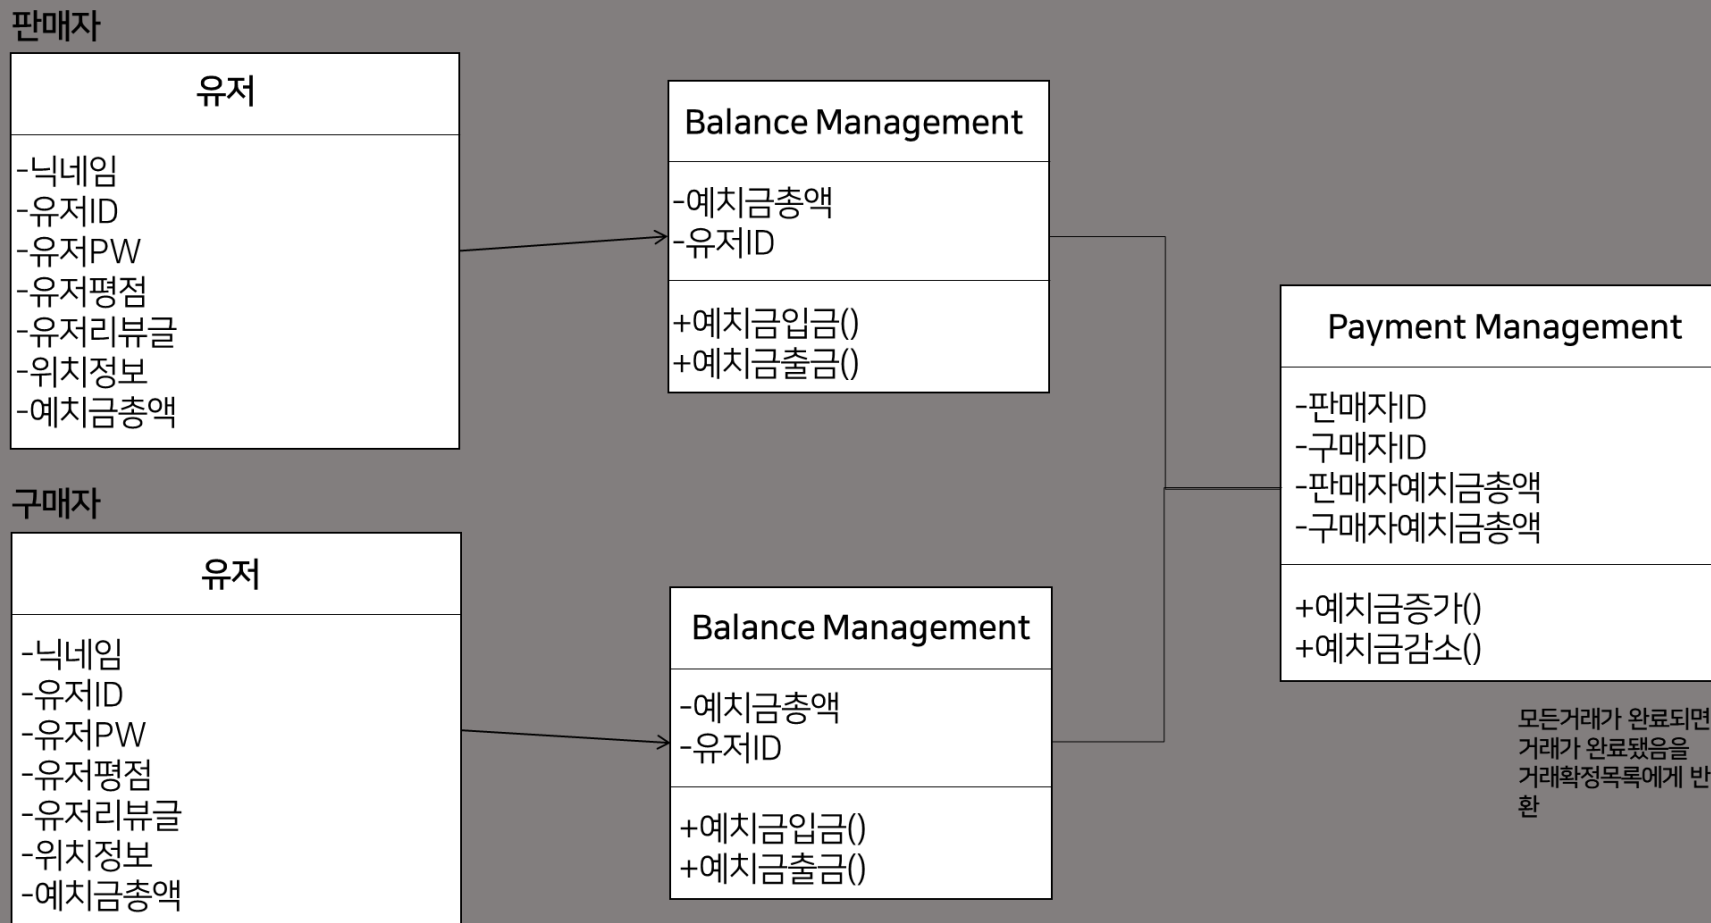 판매자
유저
-닉네임
-유저ID
-유저PW
-유저평점
-유저리뷰글
-위치정보
-예치금총액
Balance Management
-예치금총액
-유저ID
+예치금입금()
+예치금출금()
구매자
유저
-닉네임
-유저ID
-유저PW
-유저평점
-유저리뷰글
-위치정보
-예치금총액
Balance Management
-예치금총액
-유저ID
+예치금입금()
+예치금출금()
Payment Management
-판매자ID
-구매자ID
-판매자예치금총액
-구매자예치금총액
+예치금증가()
+예치금감소()
모든거래가 완료되면
거래가 완료됐음을
거래확정목록에게 반
환